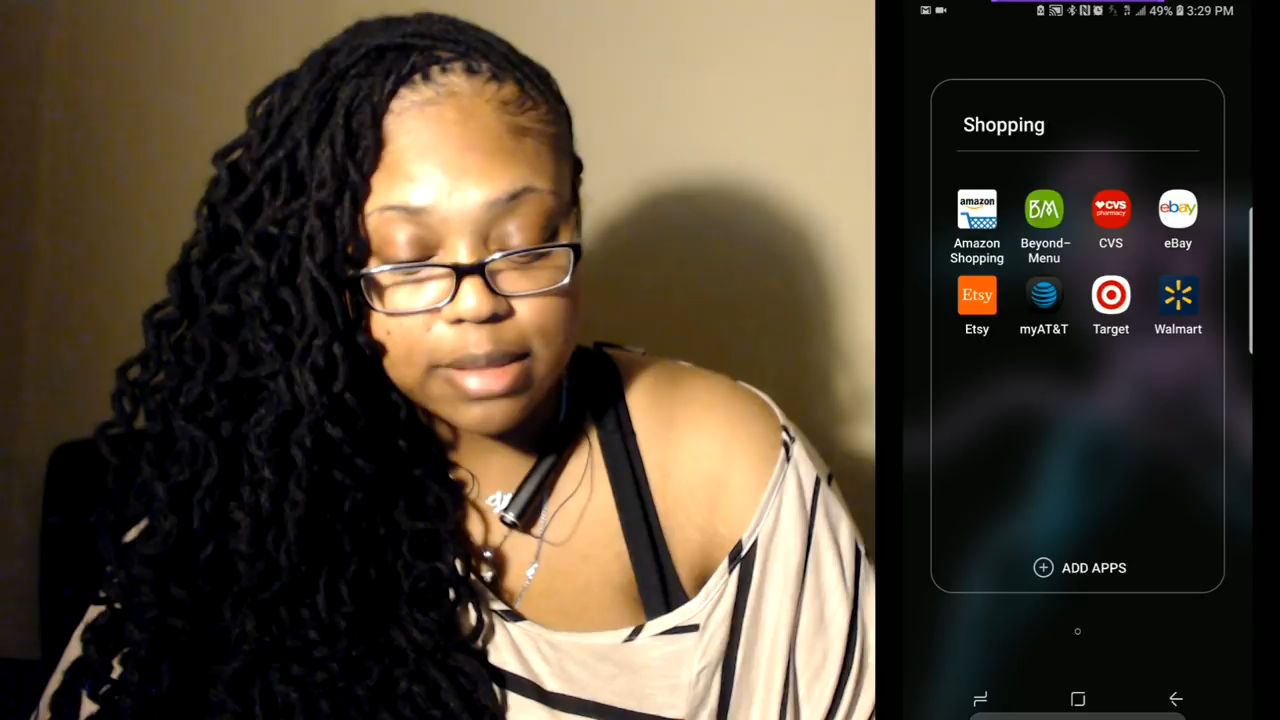 49% 3:29 PM
Shopping
amazon
BM
CVS
pharmacy
ebay
Amazon Beyond– CVS eBay
Shopping Menu
Etsy
Etsy myAT&T Target Walmart
ADD APPS